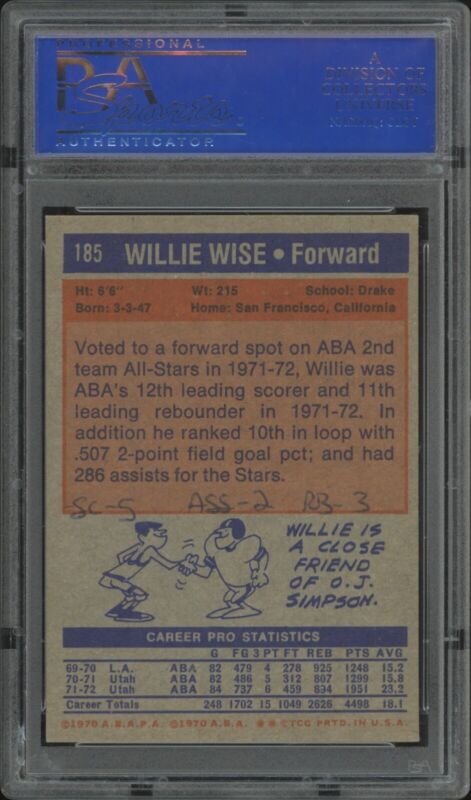 PROFESSIONAL
PSA
AUTHENTICATOR
A
DIVISION OF
COLLECTORS
UNIVERSE
185 WILLIE WISE • Forward
Ht: 6'6" Wt: 215 School: Drake
Born: 3-3-47 Home: San Francisco, California
Voted to a forward spot on ABA 2nd
team All-Stars in 1971-72, Willie was
ABA's 12th leading scorer and 11th
leading rebounder in 1971-72. In
addition he ranked 10th in loop with
.507 2-point field goal pct; and had
286 assists for the Stars.
SC-5 ASS-2 RB-3
WILLIE IS
A CLOSE
FRIEND
OF O.J.
SIMPSON.
CAREER PRO STATISTICS
G FG 3 PT FT REB PTS AVG
69-70 L.A. ABA 82 479 4 278 925 1248 15.2
70-71 Utah ABA 82 486 5 312 807 1299 15.8
71-72 Utah ABA 84 737 6 459 894 1951 23.2
Career Totals 248 1702 15 1049 2626 4498 18.1
©1970 A.B.A.P.A. ©1970 A.B.A. ✱✱©TCG PRTD. IN U.S.A.
PSA